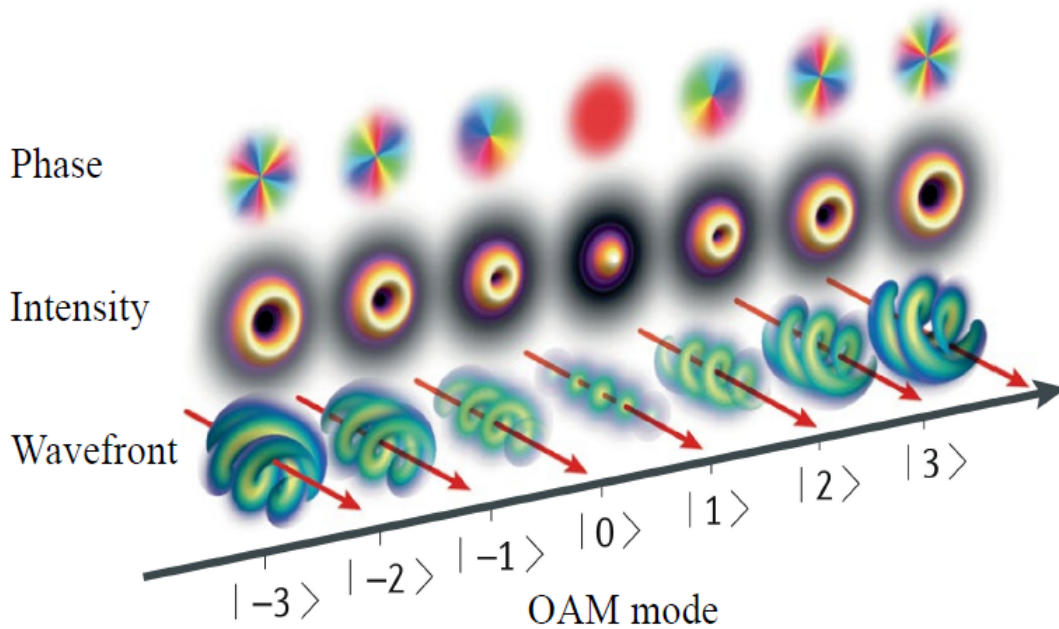 Phase
Intensity
Wavefront
|−3⟩ |−2⟩ |−1⟩ |0⟩ |1⟩ |2⟩ |3⟩
OAM mode